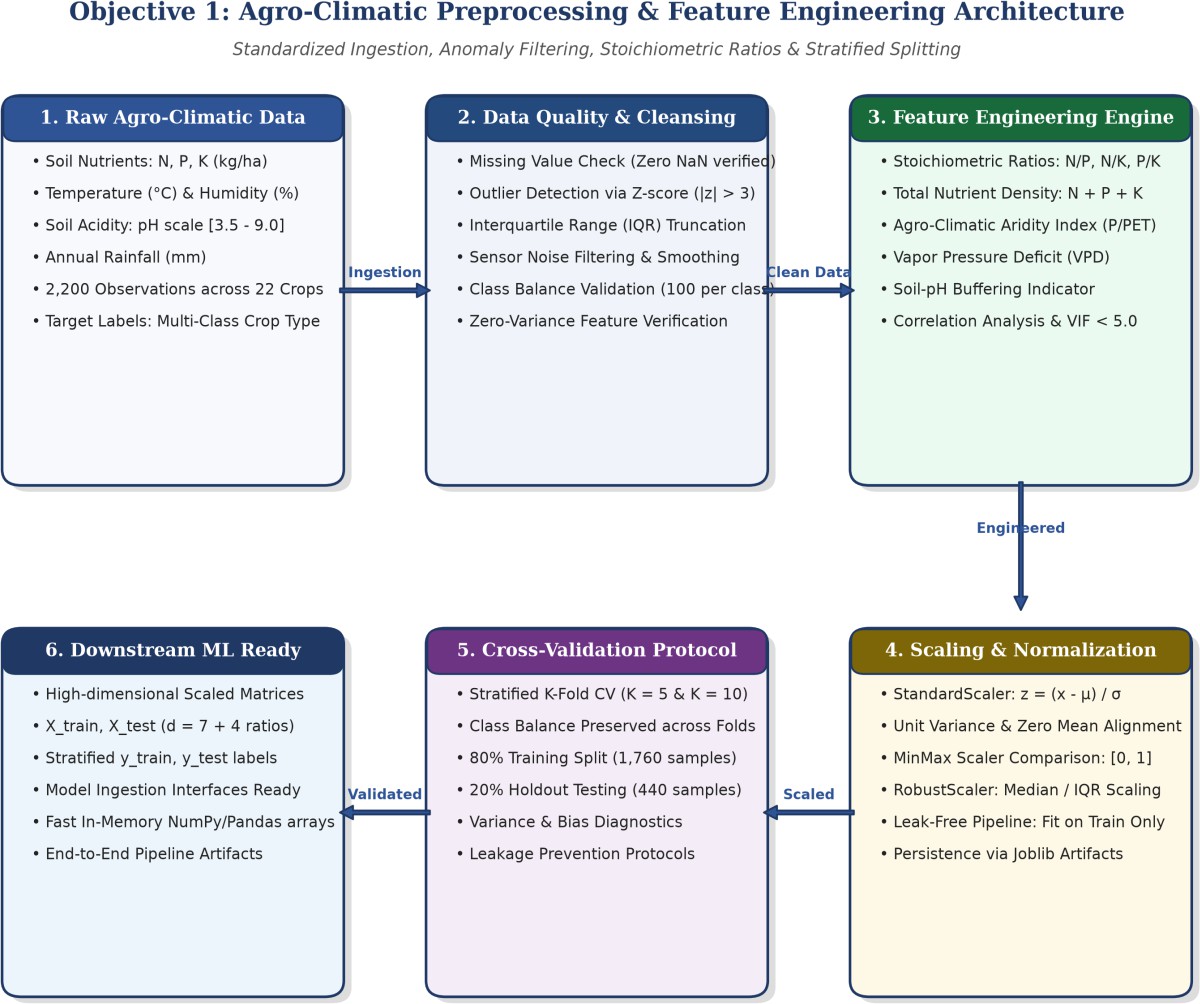 Objective 1: Agro-Climatic Preprocessing & Feature Engineering Architecture
Standardized Ingestion, Anomaly Filtering, Stoichiometric Ratios & Stratified Splitting
1. Raw Agro-Climatic Data
• Soil Nutrients: N, P, K (kg/ha)
• Temperature (°C) & Humidity (%)
• Soil Acidity: pH scale [3.5 - 9.0]
• Annual Rainfall (mm)
• 2,200 Observations across 22 Crops
• Target Labels: Multi-Class Crop Type
Ingestion
2. Data Quality & Cleansing
• Missing Value Check (Zero NaN verified)
• Outlier Detection via Z-score (|z| > 3)
• Interquartile Range (IQR) Truncation
• Sensor Noise Filtering & Smoothing
• Class Balance Validation (100 per class)
• Zero-Variance Feature Verification
Clean Data
3. Feature Engineering Engine
• Stoichiometric Ratios: N/P, N/K, P/K
• Total Nutrient Density: N + P + K
• Agro-Climatic Aridity Index (P/PET)
• Vapor Pressure Deficit (VPD)
• Soil-pH Buffering Indicator
• Correlation Analysis & VIF < 5.0
Engineered
4. Scaling & Normalization
• StandardScaler: z = (x - μ) / σ
• Unit Variance & Zero Mean Alignment
• MinMax Scaler Comparison: [0, 1]
• RobustScaler: Median / IQR Scaling
• Leak-Free Pipeline: Fit on Train Only
• Persistence via Joblib Artifacts
Scaled
5. Cross-Validation Protocol
• Stratified K-Fold CV (K = 5 & K = 10)
• Class Balance Preserved across Folds
• 80% Training Split (1,760 samples)
• 20% Holdout Testing (440 samples)
• Variance & Bias Diagnostics
• Leakage Prevention Protocols
Validated
6. Downstream ML Ready
• High-dimensional Scaled Matrices
• X_train, X_test (d = 7 + 4 ratios)
• Stratified y_train, y_test labels
• Model Ingestion Interfaces Ready
• Fast In-Memory NumPy/Pandas arrays
• End-to-End Pipeline Artifacts